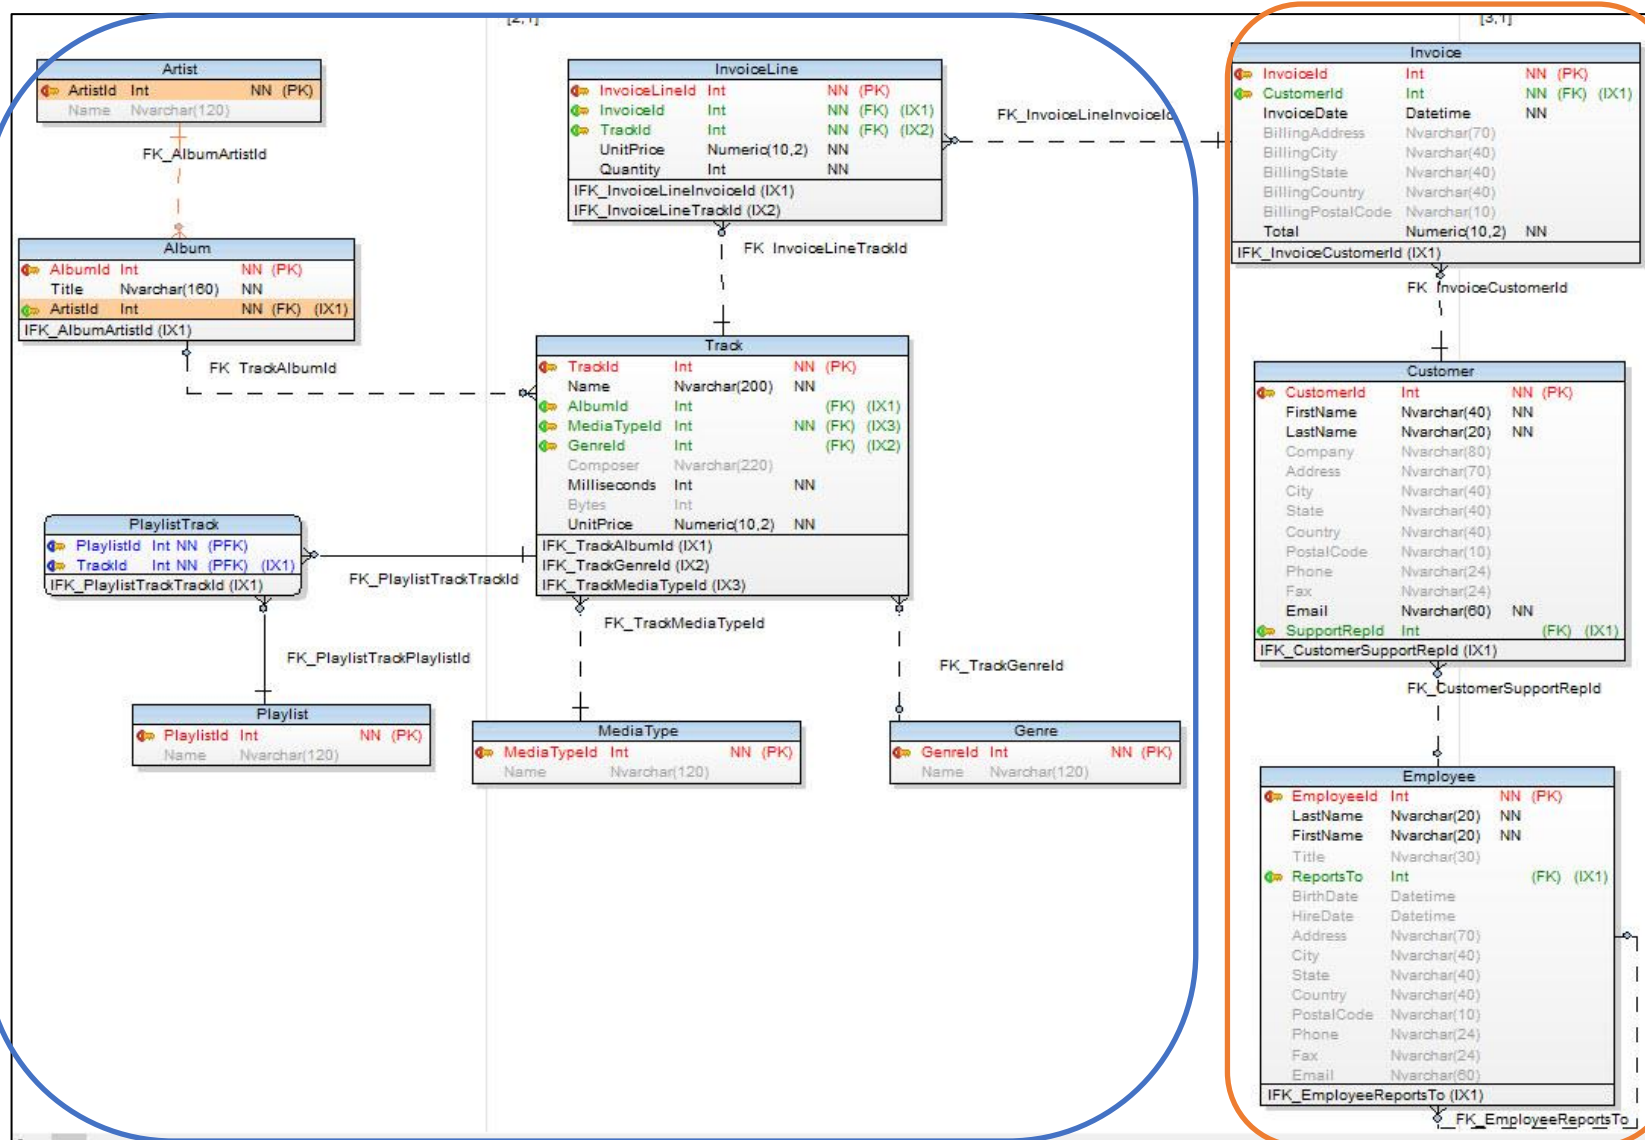 [2,1]
[3,1]
Artist
ArtistId Int NN (PK)
Name Nvarchar(120)
FK_AlbumArtistId
Album
AlbumId Int NN (PK)
Title Nvarchar(160) NN
ArtistId Int NN (FK) (IX1)
IFK_AlbumArtistId (IX1)
FK TrackAlbumId
InvoiceLine
InvoiceLineId Int NN (PK)
InvoiceId Int NN (FK) (IX1)
TrackId Int NN (FK) (IX2)
UnitPrice Numeric(10,2) NN
Quantity Int NN
IFK_InvoiceLineInvoiceId (IX1)
IFK_InvoiceLineTrackId (IX2)
FK_InvoiceLineInvoiceId
FK InvoiceLineTrackId
Track
TrackId Int NN (PK)
Name Nvarchar(200) NN
AlbumId Int (FK) (IX1)
MediaTypeId Int NN (FK) (IX3)
GenreId Int (FK) (IX2)
Composer Nvarchar(220)
Milliseconds Int NN
Bytes Int
UnitPrice Numeric(10,2) NN
IFK_TrackAlbumId (IX1)
IFK_TrackGenreId (IX2)
IFK_TrackMediaTypeId (IX3)
PlaylistTrack
PlaylistId Int NN (PFK)
TrackId Int NN (PFK) (IX1)
IFK_PlaylistTrackTrackId (IX1)
FK_PlaylistTrackTrackId
FK_PlaylistTrackPlaylistId
FK_TrackMediaTypeId
FK_TrackGenreId
Playlist
PlaylistId Int NN (PK)
Name Nvarchar(120)
MediaType
MediaTypeId Int NN (PK)
Name Nvarchar(120)
Genre
GenreId Int NN (PK)
Name Nvarchar(120)
Invoice
InvoiceId Int NN (PK)
CustomerId Int NN (FK) (IX1)
InvoiceDate Datetime NN
BillingAddress Nvarchar(70)
BillingCity Nvarchar(40)
BillingState Nvarchar(40)
BillingCountry Nvarchar(40)
BillingPostalCode Nvarchar(10)
Total Numeric(10,2) NN
IFK_InvoiceCustomerId (IX1)
FK InvoiceCustomerId
Customer
CustomerId Int NN (PK)
FirstName Nvarchar(40) NN
LastName Nvarchar(20) NN
Company Nvarchar(80)
Address Nvarchar(70)
City Nvarchar(40)
State Nvarchar(40)
Country Nvarchar(40)
PostalCode Nvarchar(10)
Phone Nvarchar(24)
Fax Nvarchar(24)
Email Nvarchar(60) NN
SupportRepId Int (FK) (IX1)
IFK_CustomerSupportRepId (IX1)
FK_CustomerSupportRepId
Employee
EmployeeId Int NN (PK)
LastName Nvarchar(20) NN
FirstName Nvarchar(20) NN
Title Nvarchar(30)
ReportsTo Int (FK) (IX1)
BirthDate Datetime
HireDate Datetime
Address Nvarchar(70)
City Nvarchar(40)
State Nvarchar(40)
Country Nvarchar(40)
PostalCode Nvarchar(10)
Phone Nvarchar(24)
Fax Nvarchar(24)
Email Nvarchar(60)
IFK_EmployeeReportsTo (IX1)
FK_EmployeeReportsTo